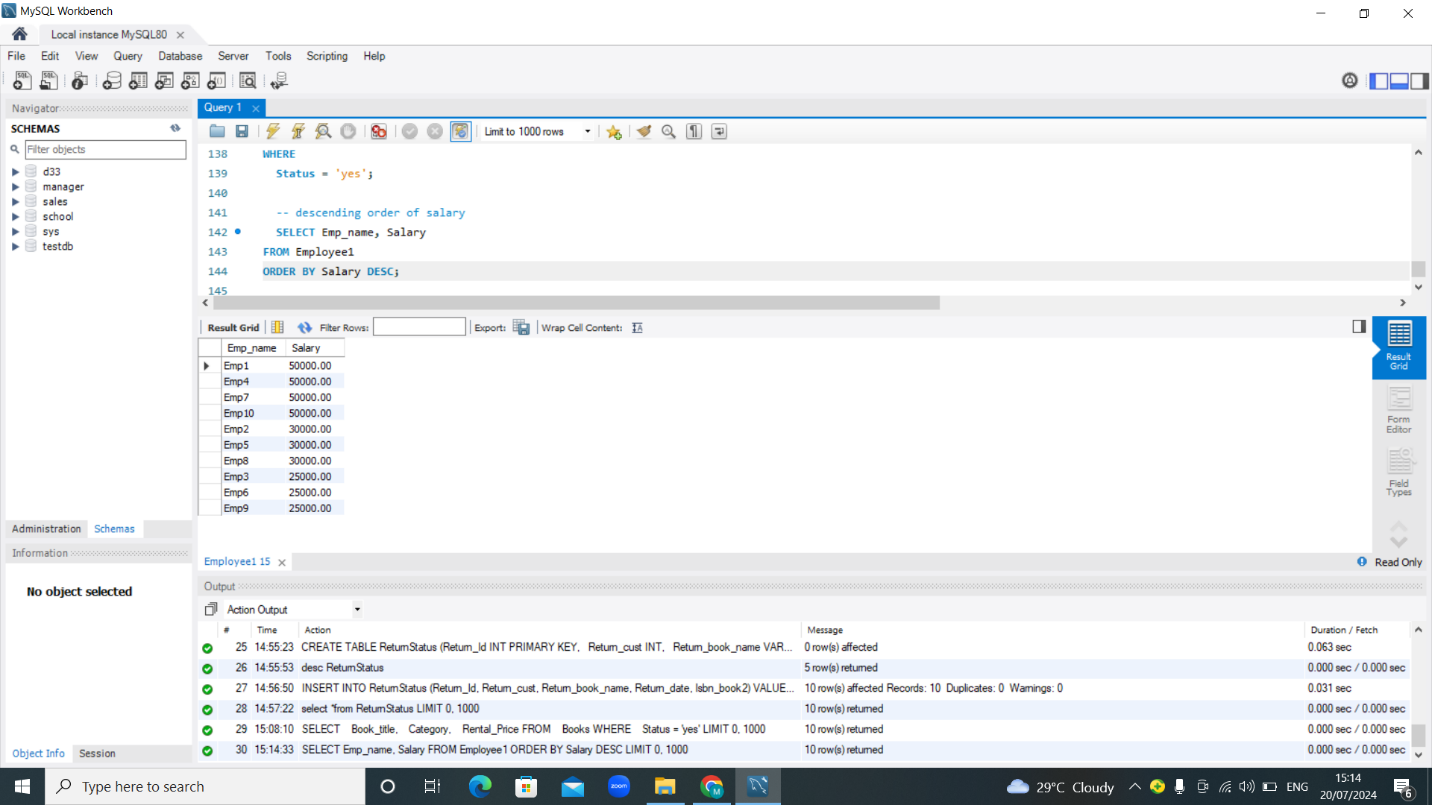 MySQL Workbench
Local instance MySQL80
File Edit View Query Database Server Tools Scripting Help
Navigator
SCHEMAS
Filter objects
d33
manager
sales
school
sys
testdb
Administration Schemas
Information
No object selected
Object Info Session
Query 1
Limit to 1000 rows
138 WHERE
139 Status = 'yes';
140
141 -- descending order of salary
142 SELECT Emp_name, Salary
143 FROM Employee1
144 ORDER BY Salary DESC;
145
Result Grid Filter Rows: Export: Wrap Cell Content:
Emp_name Salary
Emp1 50000.00
Emp4 50000.00
Emp7 50000.00
Emp10 50000.00
Emp2 30000.00
Emp5 30000.00
Emp8 30000.00
Emp3 25000.00
Emp6 25000.00
Emp9 25000.00
Result
Grid
Form
Editor
Field
Types
Employee1 15
Read Only
Output
Action Output
# Time Action Message Duration / Fetch
25 14:55:23 CREATE TABLE ReturnStatus (Return_Id INT PRIMARY KEY, Return_cust INT, Return_book_name VAR... 0 row(s) affected 0.063 sec
26 14:55:53 desc ReturnStatus 5 row(s) returned 0.000 sec / 0.000 sec
27 14:56:50 INSERT INTO ReturnStatus (Return_Id, Return_cust, Return_book_name, Return_date, Isbn_book2) VALUE... 10 row(s) affected Records: 10 Duplicates: 0 Warnings: 0 0.031 sec
28 14:57:22 select *from ReturnStatus LIMIT 0, 1000 10 row(s) returned 0.000 sec / 0.000 sec
29 15:08:10 SELECT Book_title, Category, Rental_Price FROM Books WHERE Status = 'yes' LIMIT 0, 1000 10 row(s) returned 0.000 sec / 0.000 sec
30 15:14:33 SELECT Emp_name, Salary FROM Employee1 ORDER BY Salary DESC LIMIT 0, 1000 10 row(s) returned 0.000 sec / 0.000 sec
Type here to search
zoom
29°C Cloudy
ENG
15:14
20/07/2024
6